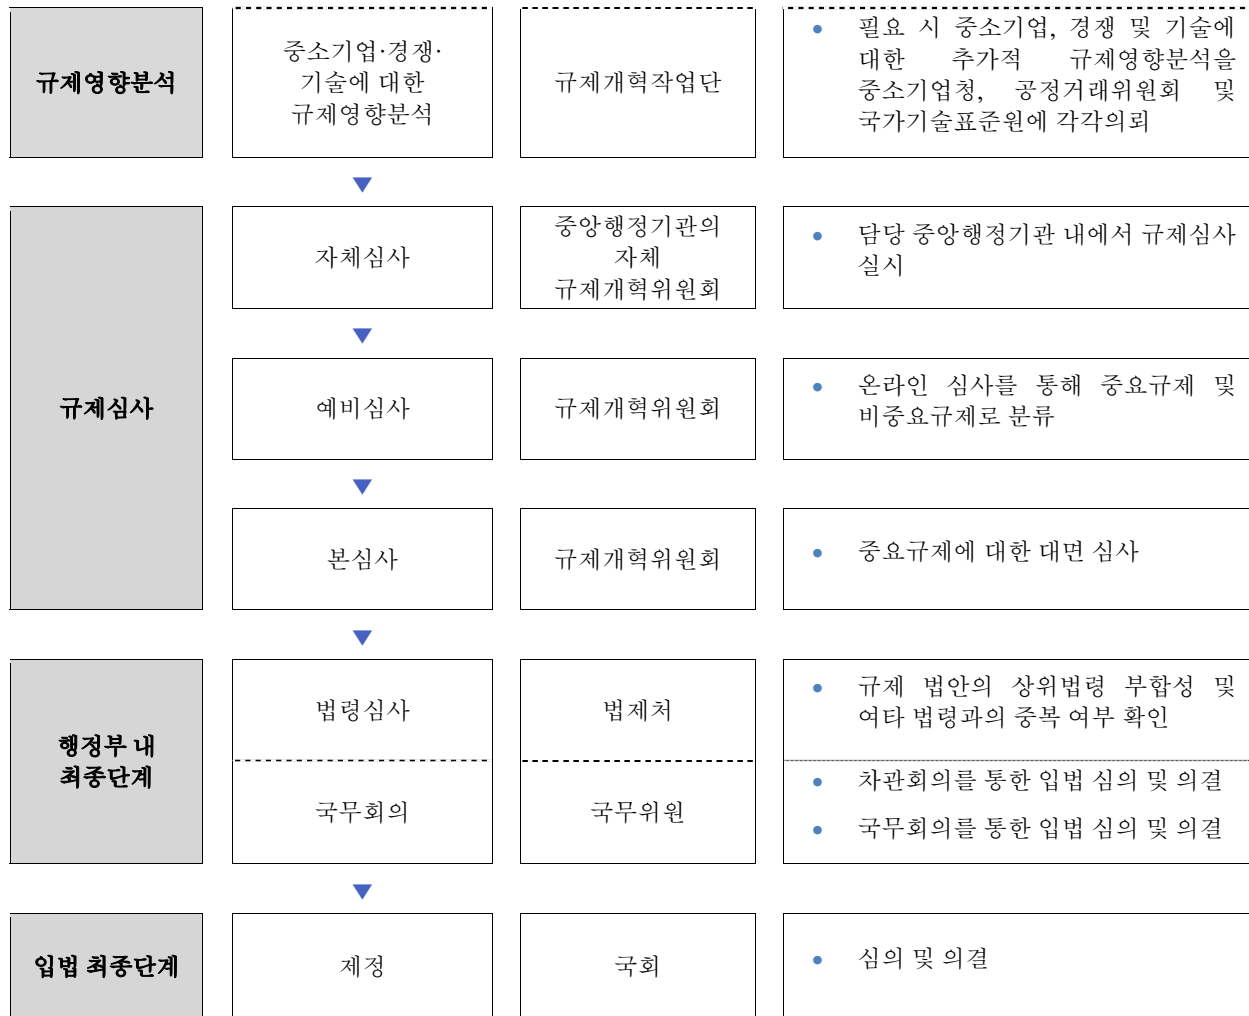 규제영향분석
중소기업·경쟁·
기술에 대한
규제영향분석
규제개혁작업단
필요 시 중소기업, 경쟁 및 기술에
대한 추가적 규제영향분석을
중소기업청, 공정거래위원회 및
국가기술표준원에 각각의뢰
규제심사
자체심사
중앙행정기관의
자체
규제개혁위원회
담당 중앙행정기관 내에서 규제심사
실시
예비심사
규제개혁위원회
온라인 심사를 통해 중요규제 및
비중요규제로 분류
본심사
규제개혁위원회
중요규제에 대한 대면 심사
행정부 내
최종단계
법령심사
법제처
규제 법안의 상위법령 부합성 및
여타 법령과의 중복 여부 확인
국무회의
국무위원
차관회의를 통한 입법 심의 및 의결
국무회의를 통한 입법 심의 및 의결
입법 최종단계
제정
국회
심의 및 의결